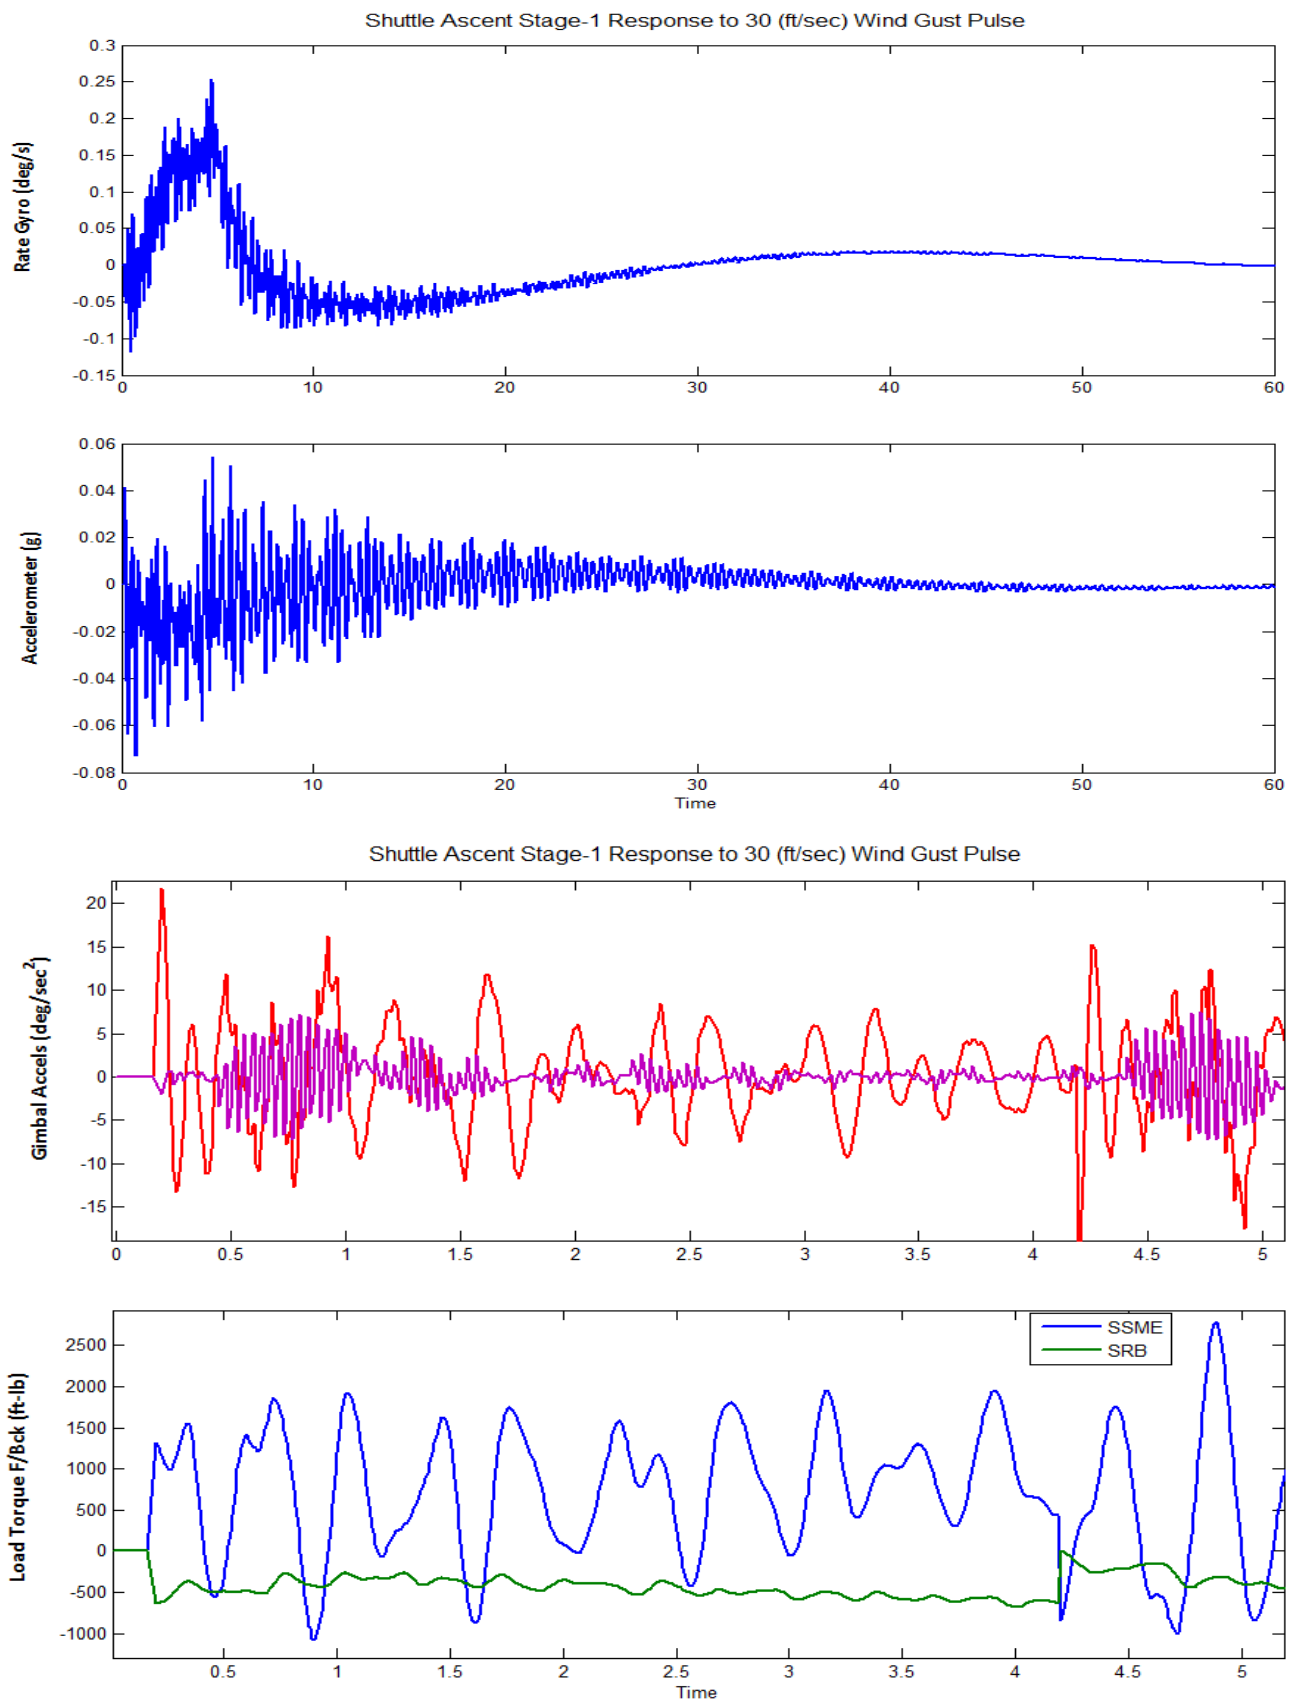 Shuttle Ascent Stage-1 Response to 30 (ft/sec) Wind Gust Pulse
Rate Gyro (deg/s)
0.3
0.25
0.2
0.15
0.1
0.05
0
-0.05
-0.1
-0.15
0 10 20 30 40 50 60
Accelerometer (g)
0.06
0.04
0.02
0
-0.02
-0.04
-0.06
-0.08
0 10 20 30 40 50 60
Time
Shuttle Ascent Stage-1 Response to 30 (ft/sec) Wind Gust Pulse
Gimbal Accels (deg/sec²)
20
15
10
5
0
-5
-10
-15
0 0.5 1 1.5 2 2.5 3 3.5 4 4.5 5
Load Torque F/Bck (ft-lb)
SSME
SRB
2500
2000
1500
1000
500
0
-500
-1000
0.5 1 1.5 2 2.5 3 3.5 4 4.5 5
Time